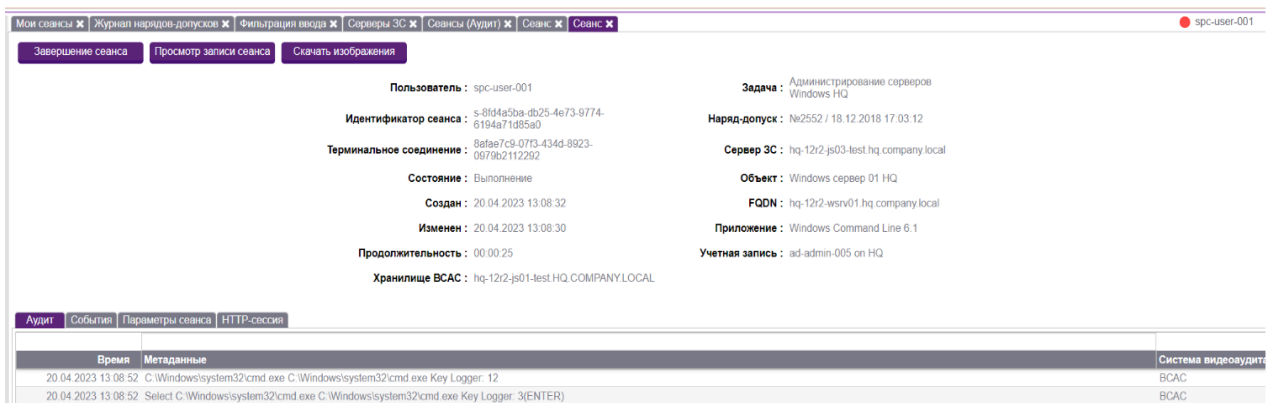 Мои сеансы ✖ Журнал нарядов-допусков ✖ Фильтрация ввода ✖ Серверы ЗС ✖ Сеансы (Аудит) ✖ Сеанс ✖ Сеанс ✖ spc-user-001
Завершение сеанса Просмотр записи сеанса Скачать изображения
Пользователь : spc-user-001 Задача : Администрирование серверов
Windows HQ
Идентификатор сеанса : s-8fd4a5ba-db25-4e73-9774-
6194a71d85a0 Наряд-допуск : №2552 / 18.12.2018 17:03:12
Терминальное соединение : 8afae7c9-07f3-434d-8923-
0979b2112292 Сервер ЗС : hq-12r2-js03-test.hq.company.local
Состояние : Выполнение Объект : Windows сервер 01 HQ
Создан : 20.04.2023 13:08:32 FQDN : hq-12r2-wsrv01.hq.company.local
Изменен : 20.04.2023 13:08:30 Приложение : Windows Command Line 6.1
Продолжительность : 00:00:25 Учетная запись : ad-admin-005 on HQ
Хранилище ВСАС : hq-12r2-js01-test.HQ.COMPANY.LOCAL
Аудит События Параметры сеанса HTTP-сессия
Время Метаданные Система видеоаудита
20.04.2023 13:08:52 C:\Windows\system32\cmd.exe C:\Windows\system32\cmd.exe Key Logger: 12 ВСАС
20.04.2023 13:08:52 Select C:\Windows\system32\cmd.exe C:\Windows\system32\cmd.exe Key Logger: 3(ENTER) ВСАС